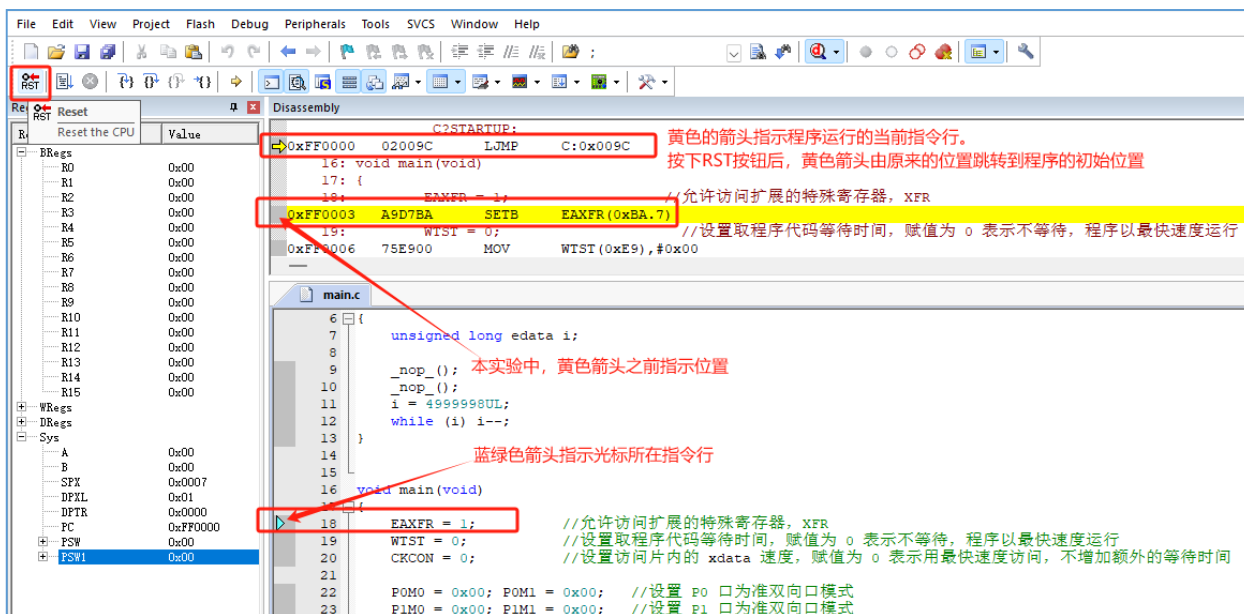 File Edit View Project Flash Debug Peripherals Tools SVCS Window Help
RST
Reset
Reset the CPU
Disassembly
Value
BRegs
R0 0x00
R1 0x00
R2 0x00
R3 0x00
R4 0x00
R5 0x00
R6 0x00
R7 0x00
R8 0x00
R9 0x00
R10 0x00
R11 0x00
R12 0x00
R13 0x00
R14 0x00
R15 0x00
WRegs
DRegs
Sys
A 0x00
B 0x00
SPX 0x0007
DPXL 0x01
DPTR 0x0000
PC 0xFF0000
PSW 0x00
PSW1 0x00
C?STARTUP:
0xFF0000 02009C LJMP C:0x009C
16: void main(void)
17: {
18: EAXFR = 1; //允许访问扩展的特殊寄存器，XFR
0xFF0003 A9D7BA SETB EAXFR(0xBA.7)
19: WTST = 0; //设置取程序代码等待时间，赋值为 0 表示不等待，程序以最快速度运行
0xFF0006 75E900 MOV WTST(0xE9),#0x00
黄色的箭头指示程序运行的当前指令行。
按下RST按钮后，黄色箭头由原来的位置跳转到程序的初始位置
main.c
6 {
7 unsigned long edata i;
8
9 _nop_();
10 _nop_();
11 i = 4999998UL;
12 while (i) i--;
13 }
14
15
16 void main(void)
17 {
18 EAXFR = 1; //允许访问扩展的特殊寄存器，XFR
19 WTST = 0; //设置取程序代码等待时间，赋值为 0 表示不等待，程序以最快速度运行
20 CKCON = 0; //设置访问片内的 xdata 速度，赋值为 0 表示用最快速度访问，不增加额外的等待时间
21
22 P0M0 = 0x00; P0M1 = 0x00; //设置 P0 口为准双向口模式
23 P1M0 = 0x00; P1M1 = 0x00; //设置 P1 口为准双向口模式
本实验中，黄色箭头之前指示位置
蓝绿色箭头指示光标所在指令行